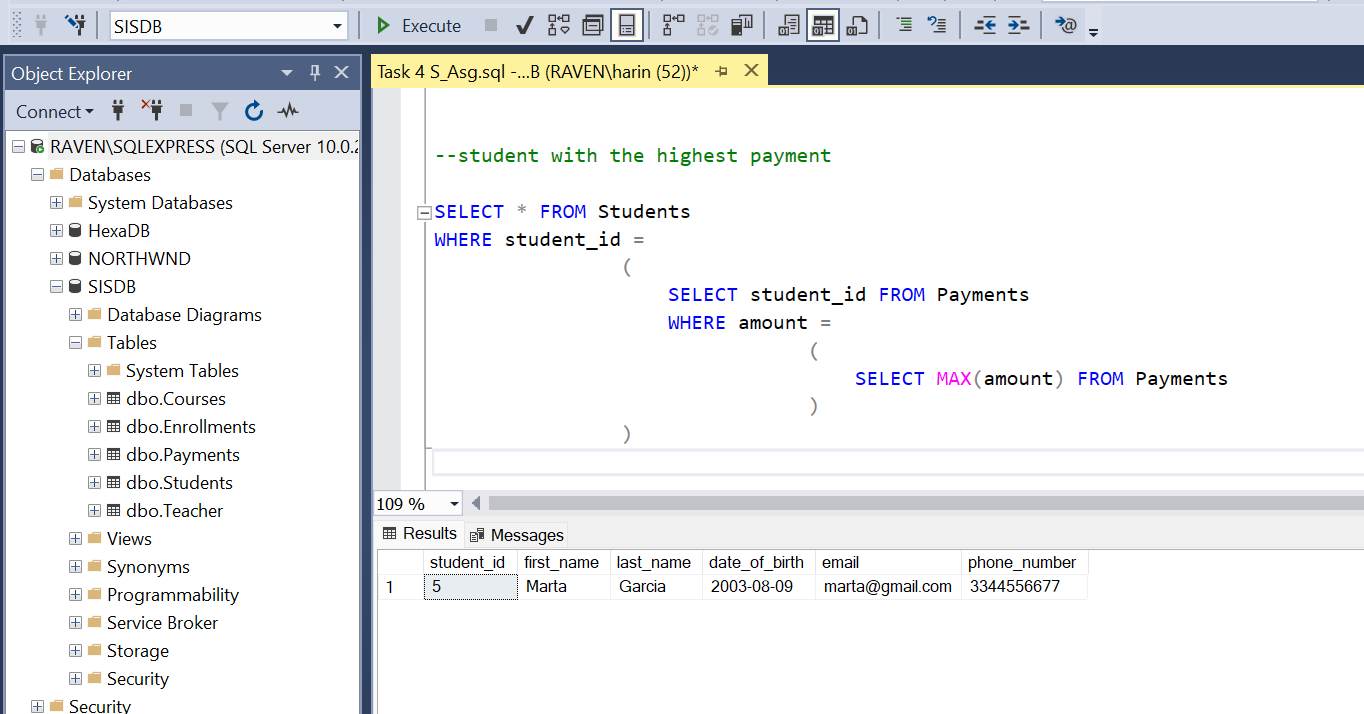 SISDB
Execute
Object Explorer
Connect
RAVEN\SQLEXPRESS (SQL Server 10.0.2
Databases
System Databases
HexaDB
NORTHWND
SISDB
Database Diagrams
Tables
System Tables
dbo.Courses
dbo.Enrollments
dbo.Payments
dbo.Students
dbo.Teacher
Views
Synonyms
Programmability
Service Broker
Storage
Security
Security
Task 4 S_Asg.sql -...B (RAVEN\harin (52))*
--student with the highest payment
SELECT * FROM Students
WHERE student_id =
(
SELECT student_id FROM Payments
WHERE amount =
(
SELECT MAX(amount) FROM Payments
)
)
109 %
Results Messages
student_id first_name last_name date_of_birth email phone_number
1 5 Marta Garcia 2003-08-09 marta@gmail.com 3344556677